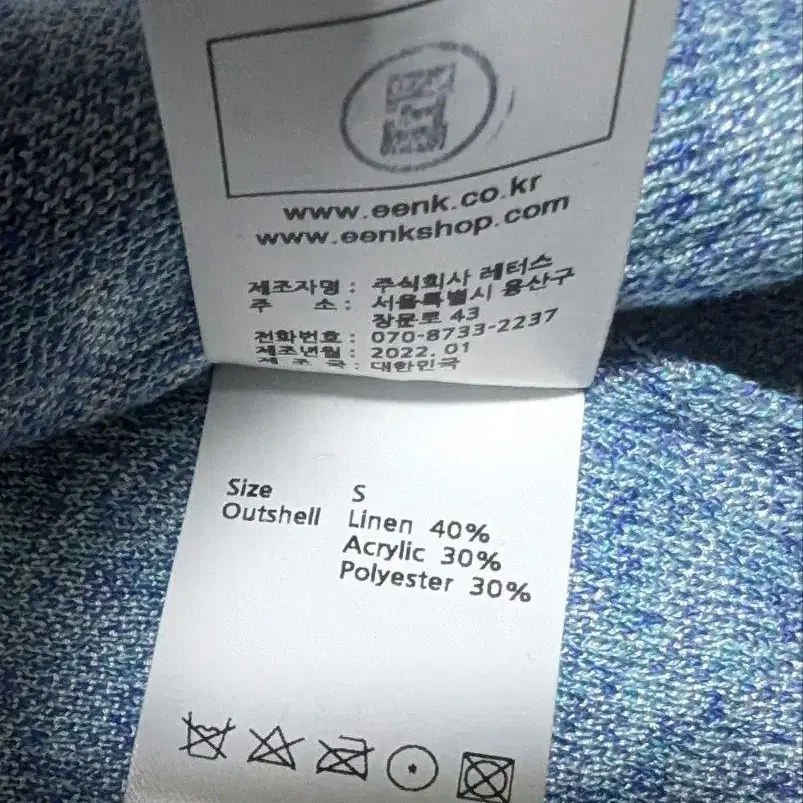 www.eenk.co.kr
www.eenkshop.com
제조자명 : 주식회사 레터스
주 소 : 서울특별시 용산구
장문로 43
전화번호 : 070-8733-2237
제조년월 : 2022. 01
제 조 국 : 대한민국
Size S
Outshell Linen 40%
Acrylic 30%
Polyester 30%